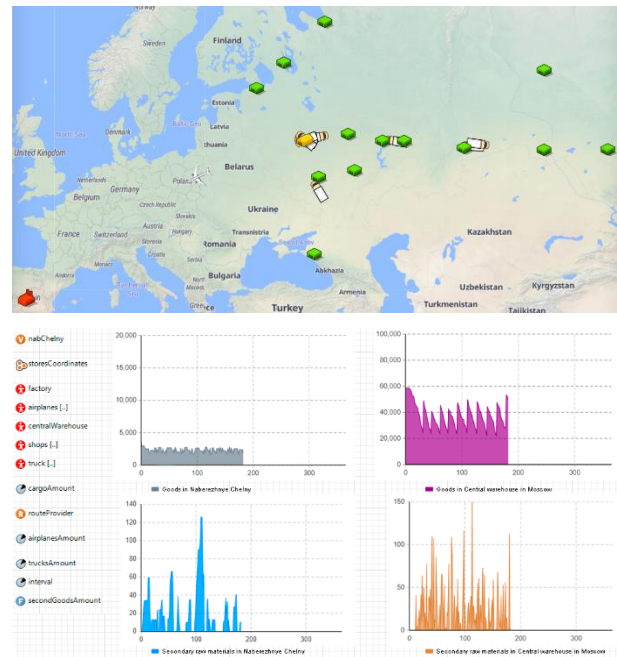 Sweden
Finland
Estonia
North Sea
Denmark
Latvia
thuania
United Kingdom
Belarus
Netherlands
Poland
Germany
Belgium
Czech Republic
Ukraine
Slovakia
France
Switzerland
Austria
Hungary
Transnistria
Kazakhstan
Slovenia
Romania
Croatia
Serbia
Andorra
Monaco
Bulgaria
Abkhazia
Uzbekistan
Kyrgyzstan
Armenia
Turkmenistan
Greece
Turkey
Tajikistan
nabChelny
storesCoordinates
factory
airplanes [..]
centralWarehouse
shops [..]
truck [..]
cargoAmount
routeProvider
airplanesAmount
trucksAmount
interval
secondGoodsAmount
20,000
15,000
10,000
5,000
0
100
200
300
Goods in Naberezhnye Chelny
100,000
80,000
60,000
40,000
20,000
0
0
100
200
300
Goods in Central warehouse in Moscow
140
120
100
80
60
40
20
0
0
100
200
300
Secondary raw materials in Naberezhnye Chelny
150
100
50
0
0
100
200
300
Secondary raw materials in Central warehouse in Moscow